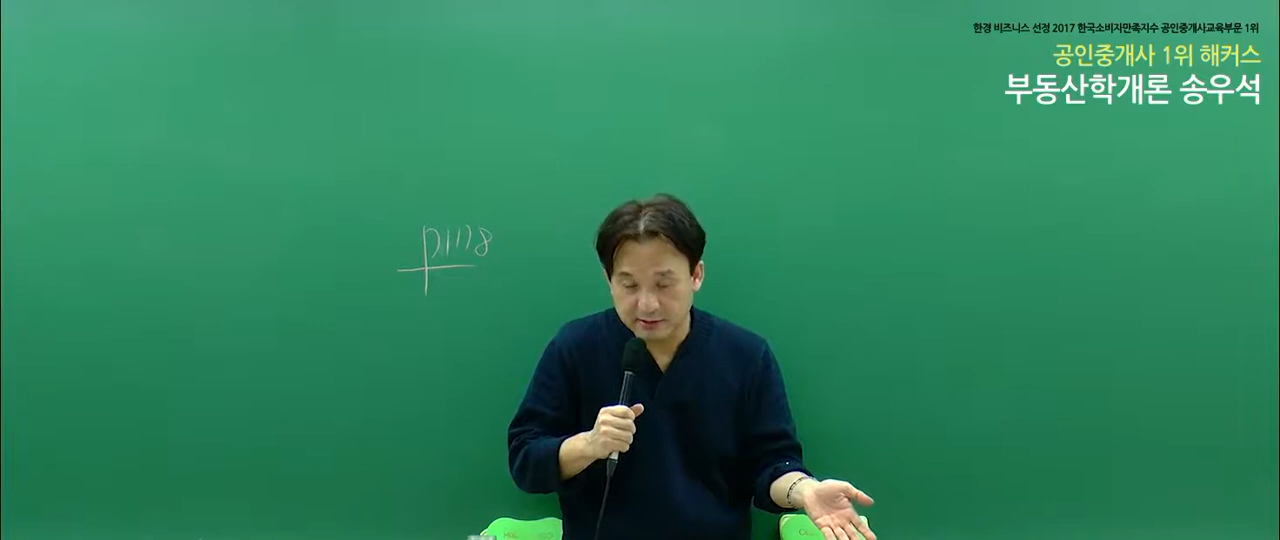 한경 비즈니스 선정 2017 한국소비자만족지수 공인중개사교육부문 1위
공인중개사 1위 해커스
부동산학개론 송우석